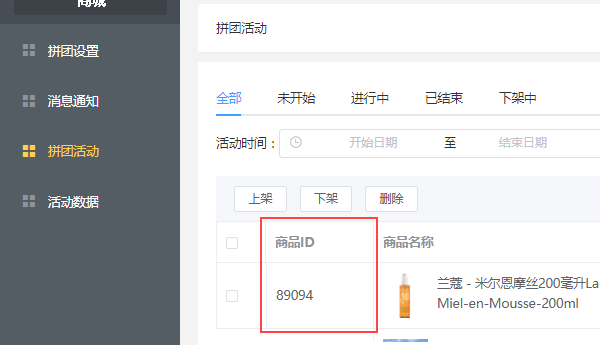 商城
拼团设置
消息通知
拼团活动
活动数据
拼团活动
全部 未开始 进行中 已结束 下架中
活动时间： 开始日期 至 结束日期
上架 下架 删除
商品ID 商品名称
89094
兰蔻 - 米尔恩摩丝200毫升La
Miel-en-Mousse-200ml